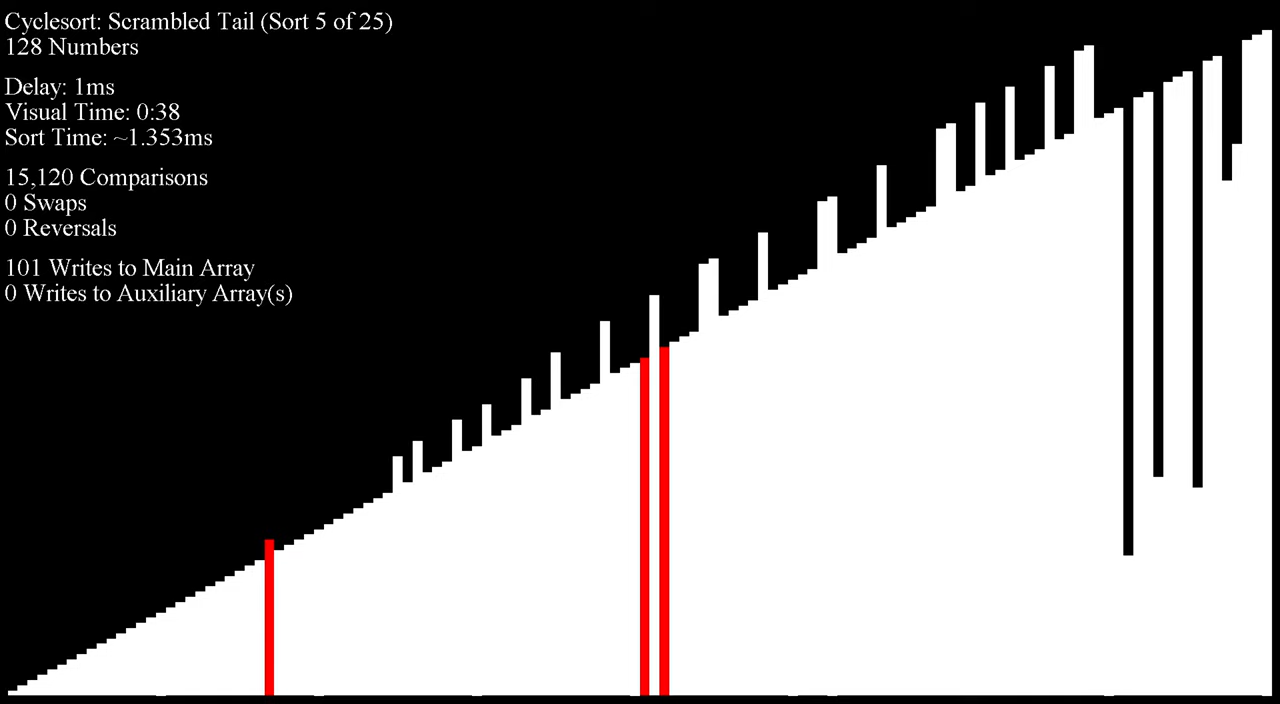 Cyclesort: Scrambled Tail (Sort 5 of 25)
128 Numbers
Delay: 1ms
Visual Time: 0:38
Sort Time: ~1.353ms
15,120 Comparisons
0 Swaps
0 Reversals
101 Writes to Main Array
0 Writes to Auxiliary Array(s)